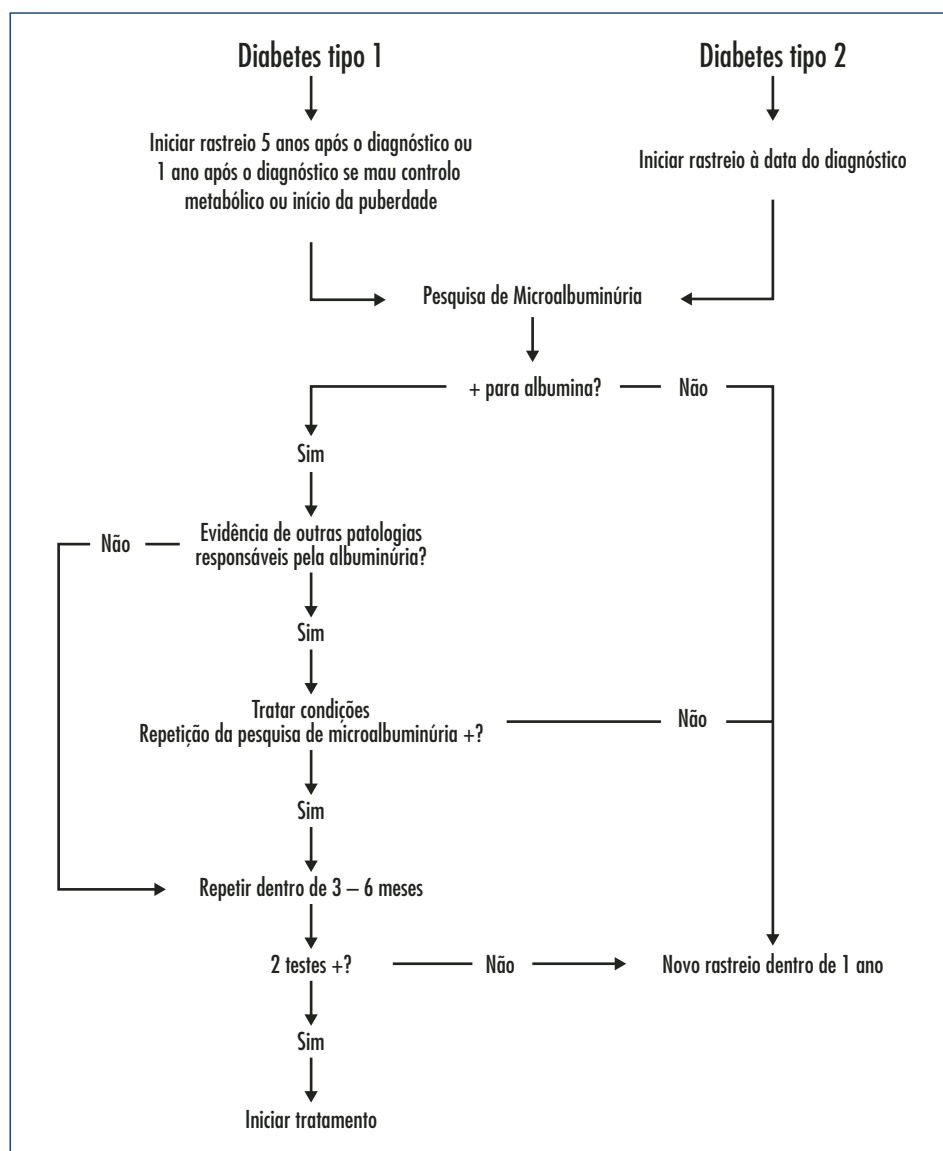 Diabetes tipo 1
Diabetes tipo 2
Iniciar rastreio 5 anos após o diagnóstico ou
1 ano após o diagnóstico se mau controlo
metabólico ou início da puberdade
Iniciar rastreio à data do diagnóstico
Pesquisa de Microalbuminúria
+ para albumina?
Não
Sim
Não
Evidência de outras patologias
responsáveis pela albuminúria?
Sim
Tratar condições
Repetição da pesquisa de microalbuminúria +?
Não
Sim
Repetir dentro de 3 – 6 meses
2 testes +?
Não
Novo rastreio dentro de 1 ano
Sim
Iniciar tratamento